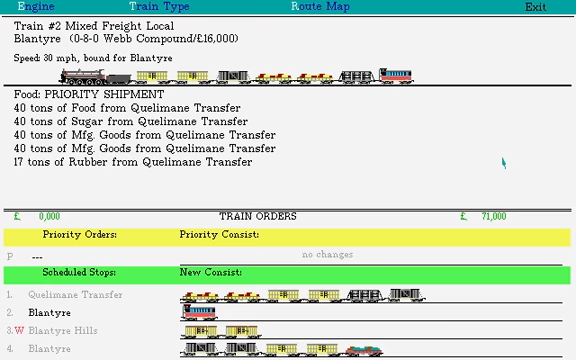 Engine Train Type Route Map Exit
Train #2 Mixed Freight Local
Blantyre (0-8-0 Webb Compound/£16,000)
Speed: 30 mph, bound for Blantyre
Food: PRIORITY SHIPMENT
40 tons of Food from Quelimane Transfer
40 tons of Sugar from Quelimane Transfer
40 tons of Mfg. Goods from Quelimane Transfer
40 tons of Mfg. Goods from Quelimane Transfer
17 tons of Rubber from Quelimane Transfer
£ 0,000 TRAIN ORDERS £ 71,000
Priority Orders: Priority Consist:
P --- no changes
Scheduled Stops: New Consist:
1. Quelimane Transfer
2. Blantyre
3.W Blantyre Hills
4. Blantyre